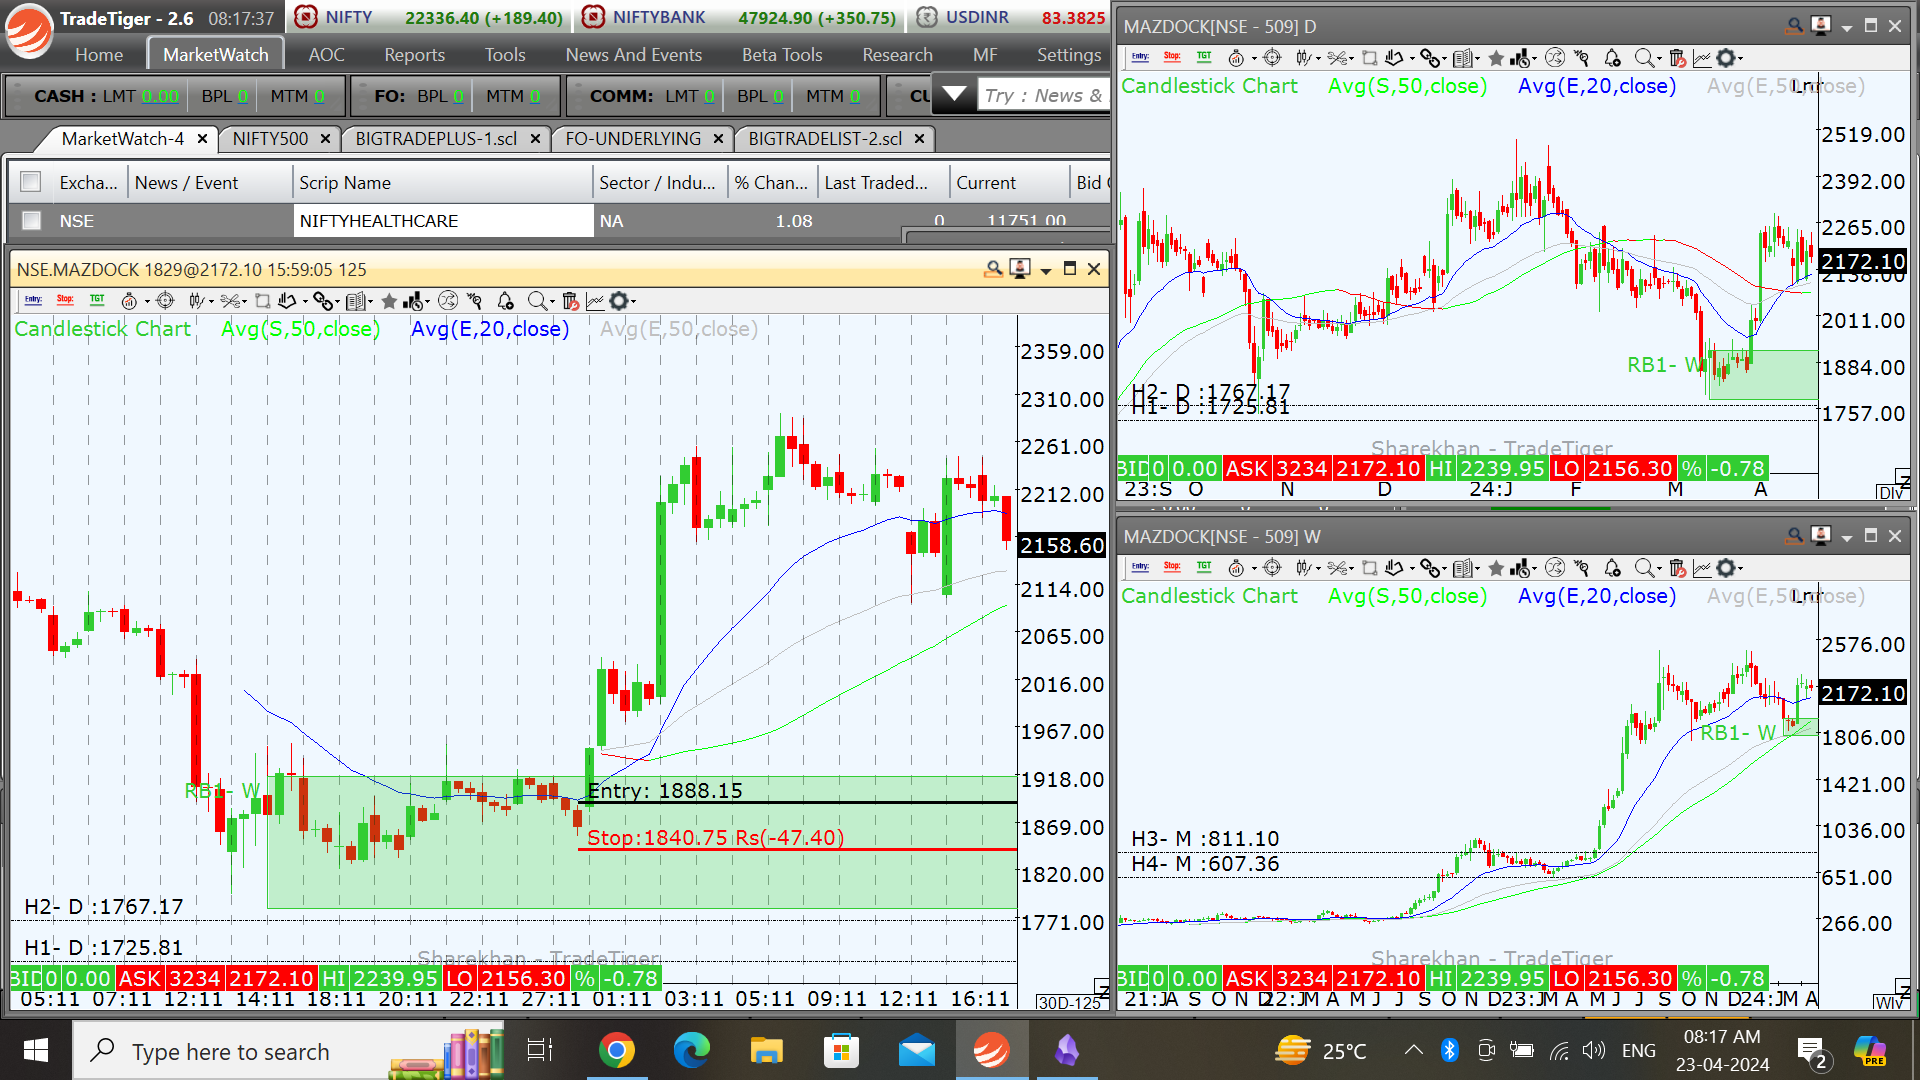 TradeTiger - 2.6 08:17:37 NIFTY 22336.40 (+189.40) NIFTYBANK 47924.90 (+350.75) USDINR 83.3825
Home MarketWatch AOC Reports Tools News And Events Beta Tools Research MF Settings
CASH : LMT 0.00 BPL 0 MTM 0 FO: BPL 0 MTM 0 COMM: LMT 0 BPL 0 MTM 0 CU Try : News &
MarketWatch-4 NIFTY500 BIGTRADEPLUS-1.scl FO-UNDERLYING BIGTRADELIST-2.scl
Excha... News / Event Scrip Name Sector / Indu... % Chan... Last Traded... Current Bid
NSE NIFTYHEALTHCARE NA 1.08 0 11751.00
NSE.MAZDOCK 1829@2172.10 15:59:05 125
Entry: Stop: TGT
Candlestick Chart Avg(S,50,close) Avg(E,20,close) Avg(E,50,close)
2359.00
2310.00
2261.00
2212.00
2158.60
2114.00
2065.00
2016.00
1967.00
1918.00
RB1- W
Entry: 1888.15
Stop:1840.75 Rs(-47.40)
1869.00
1820.00
H2- D :1767.17
1771.00
H1- D :1725.81
Sharekhan - TradeTiger
BID 0 0.00 ASK 3234 2172.10 HI 2239.95 LO 2156.30 % -0.78
05:11 07:11 12:11 14:11 18:11 20:11 22:11 27:11 01:11 03:11 05:11 09:11 12:11 16:11
30D-125
Z
MAZDOCK[NSE - 509] D
Entry: Stop: TGT
Candlestick Chart Avg(S,50,close) Avg(E,20,close) Avg(E,50,close)
2519.00
2392.00
2265.00
2172.10
2138.00
2011.00
RB1- W
1884.00
H2- D :1767.17
H1- D :1725.81
1757.00
Sharekhan - TradeTiger
BID 0 0.00 ASK 3234 2172.10 HI 2239.95 LO 2156.30 % -0.78
23:S O N D 24:J F M A
Z
MAZDOCK[NSE - 509] W
Entry: Stop: TGT
Candlestick Chart Avg(S,50,close) Avg(E,20,close) Avg(E,50,close)
2576.00
2172.10
RB1- W
1806.00
1421.00
1036.00
H3- M :811.10
H4- M :607.36
651.00
266.00
Sharekhan - TradeTiger
BID 0 0.00 ASK 3234 2172.10 HI 2239.95 LO 2156.30 % -0.78
21:J A S O N D 22:J M A M J J S O N D 23:J M A M J J S O N D 24:J M A
Z
Type here to search
25°C
ENG
08:17 AM
23-04-2024
2
PRE